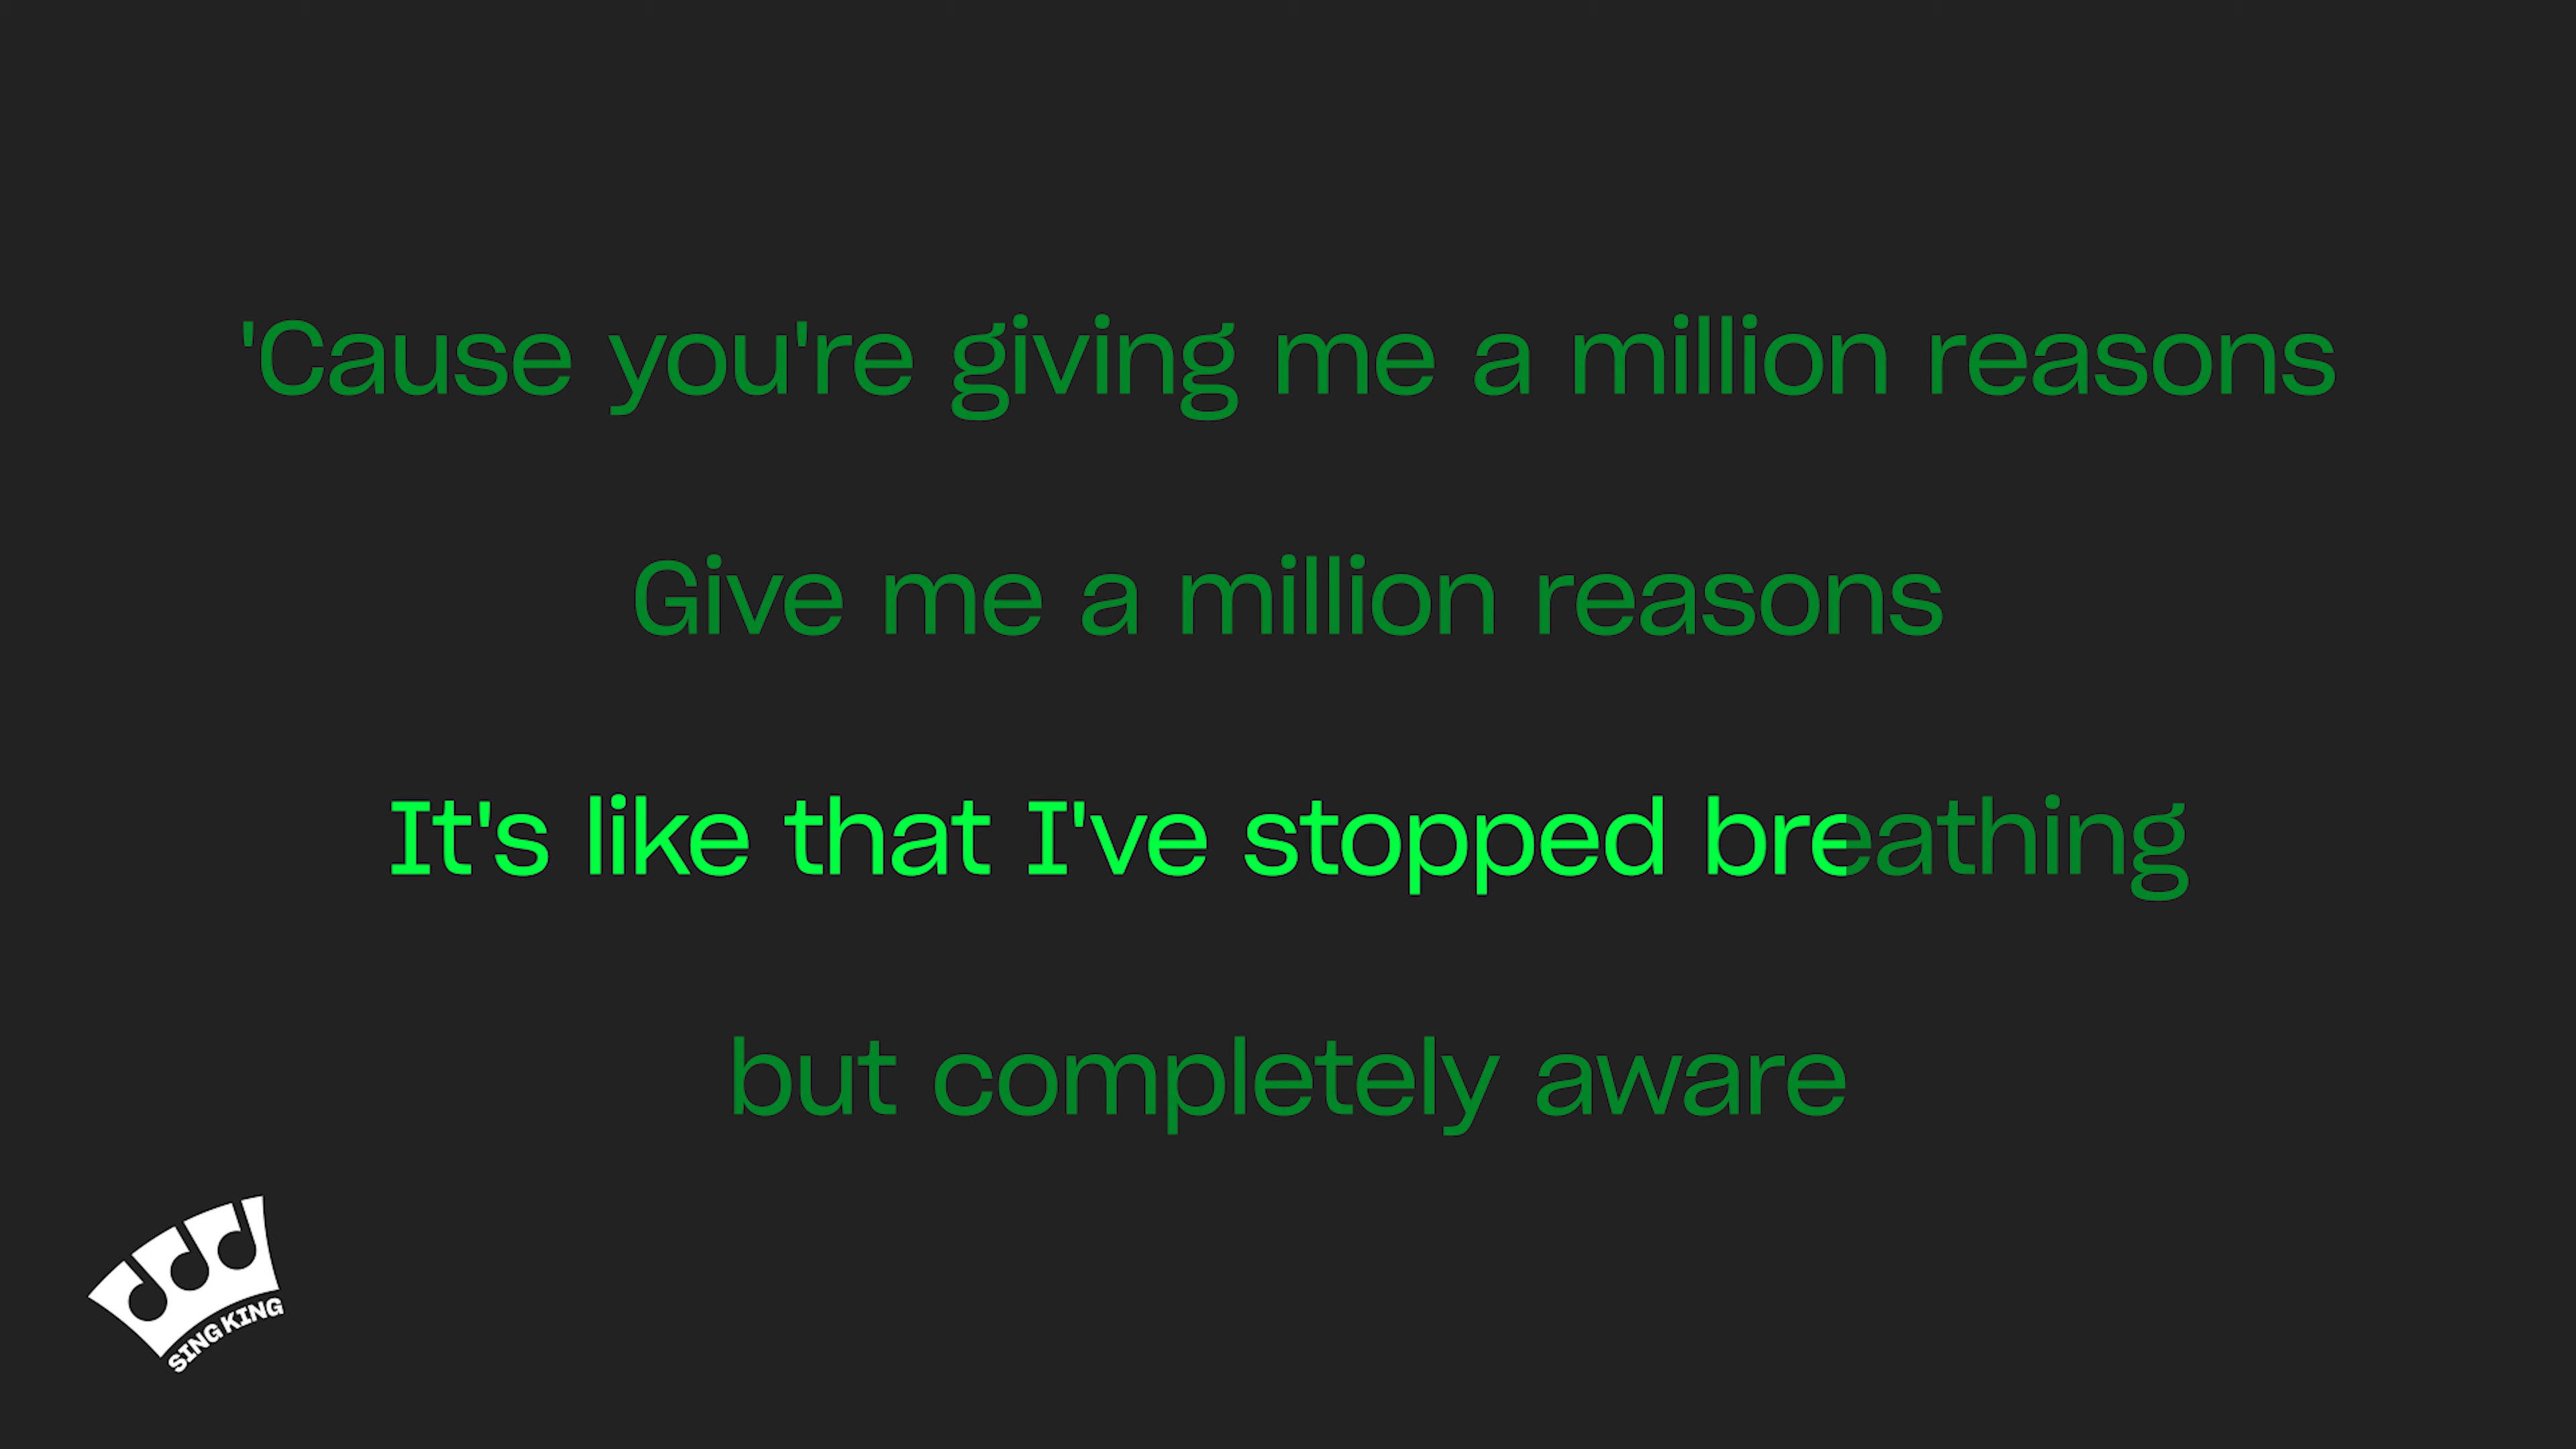 'Cause you're giving me a million reasons
Give me a million reasons
It's like that I've stopped breathing
but completely aware
SING KING